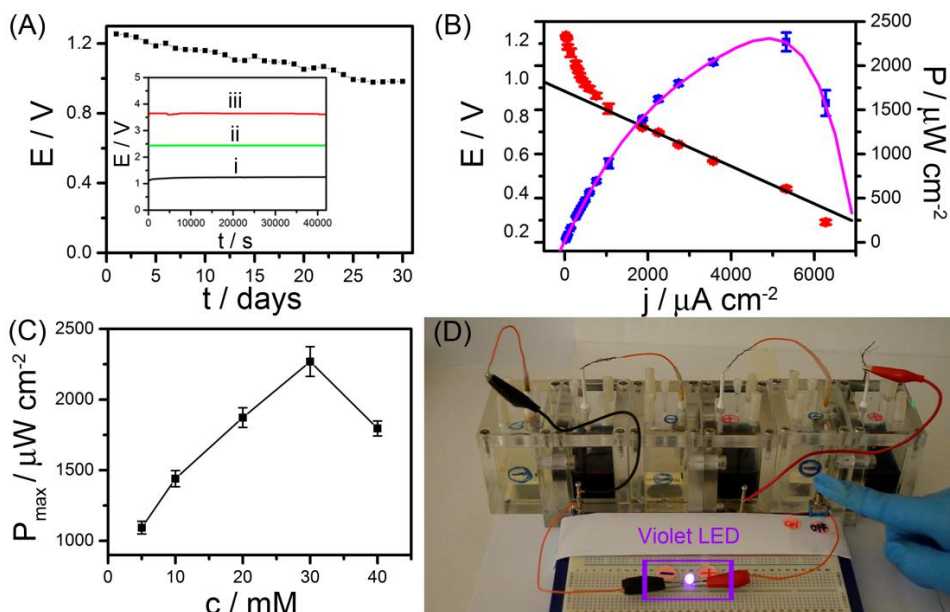 (A)
E / V
1.2
0.8
0.4
0.0
0 5 10 15 20 25 30
t / days
E / V
5
4
3
2
1
0
iii
ii
i
0 10000 20000 30000 40000
t / s
(B)
E / V
1.2
1.0
0.8
0.6
0.4
0.2
2500
2000
1500
1000
500
0
P / μW cm⁻²
0 2000 4000 6000
j / μA cm⁻²
(C)
Pmax / μW cm⁻²
2500
2000
1500
1000
0 10 20 30 40
c / mM
(D)
Violet LED
− +
ON OFF